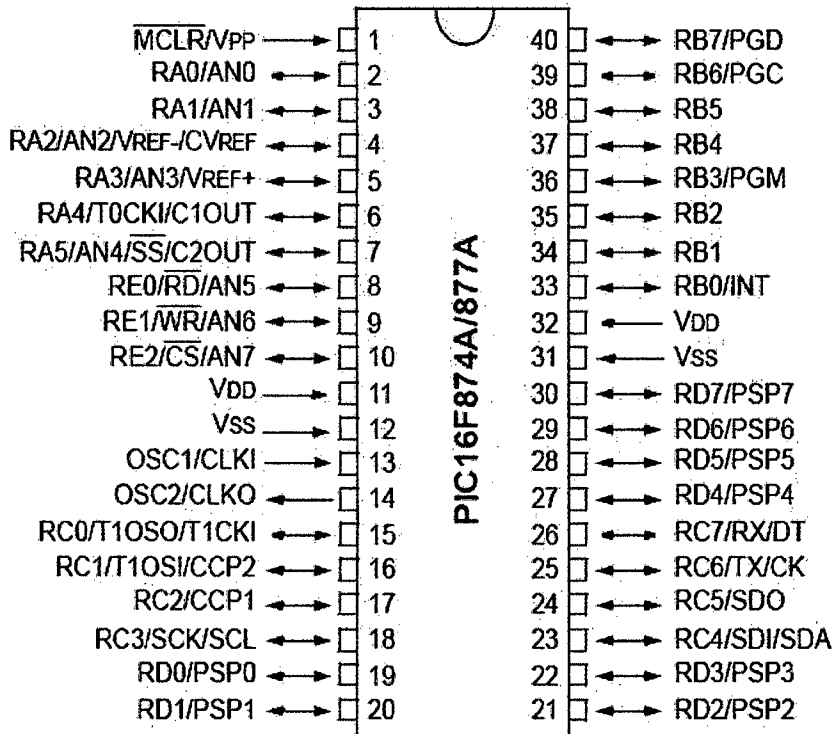 MCLR/VPP 1 40 RB7/PGD
RA0/AN0 2 39 RB6/PGC
RA1/AN1 3 38 RB5
RA2/AN2/VREF-/CVREF 4 37 RB4
RA3/AN3/VREF+ 5 36 RB3/PGM
RA4/T0CKI/C1OUT 6 35 RB2
RA5/AN4/SS/C2OUT 7 34 RB1
RE0/RD/AN5 8 33 RB0/INT
RE1/WR/AN6 9 32 VDD
RE2/CS/AN7 10 31 VSS
VDD 11 30 RD7/PSP7
VSS 12 29 RD6/PSP6
OSC1/CLKI 13 28 RD5/PSP5
OSC2/CLKO 14 27 RD4/PSP4
RC0/T1OSO/T1CKI 15 26 RC7/RX/DT
RC1/T1OSI/CCP2 16 25 RC6/TX/CK
RC2/CCP1 17 24 RC5/SDO
RC3/SCK/SCL 18 23 RC4/SDI/SDA
RD0/PSP0 19 22 RD3/PSP3
RD1/PSP1 20 21 RD2/PSP2
PIC16F874A/877A